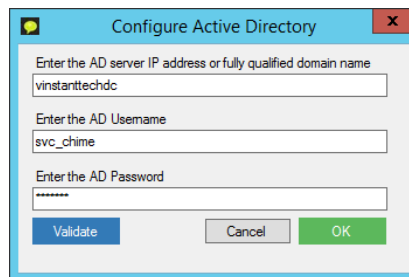 Configure Active Directory
x
Enter the AD server IP address or fully qualified domain name
vinstanttechdc
Enter the AD Username
svc_chime
Enter the AD Password
*******
Validate Cancel OK